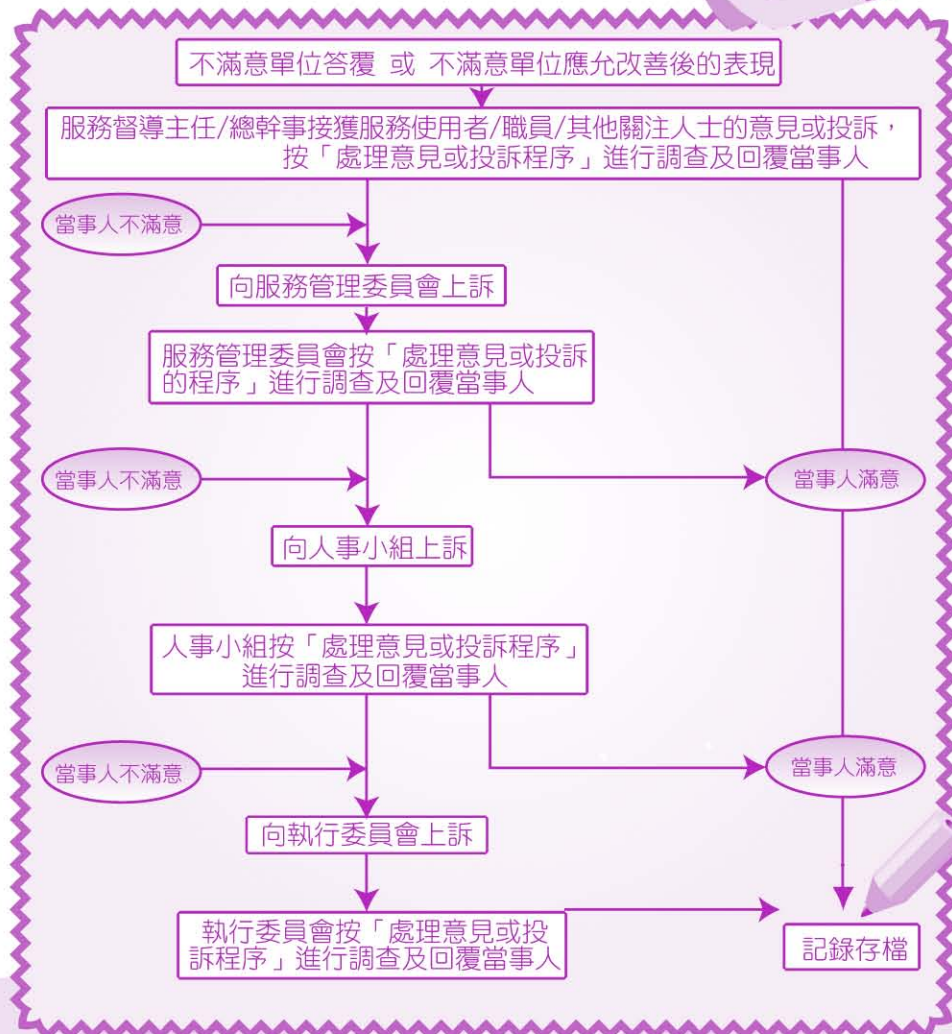 不滿意單位答覆 或 不滿意單位應允改善後的表現
服務督導主任/總幹事接獲服務使用者/職員/其他關注人士的意見或投訴，
按「處理意見或投訴程序」進行調查及回覆當事人
當事人不滿意
向服務管理委員會上訴
服務管理委員會按「處理意見或投訴
的程序」進行調查及回覆當事人
當事人不滿意
當事人滿意
向人事小組上訴
人事小組按「處理意見或投訴程序」
進行調查及回覆當事人
當事人不滿意
當事人滿意
向執行委員會上訴
執行委員會按「處理意見或投
訴程序」進行調查及回覆當事人
記錄存檔